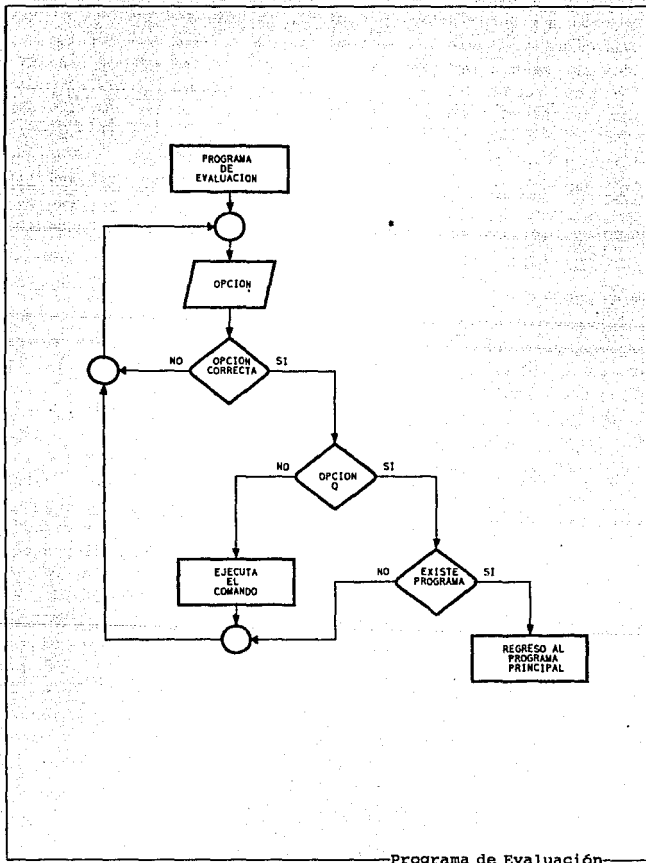 PROGRAMA
DE
EVALUACION
OPCION
NO
OPCION
CORRECTA
SI
NO
OPCION
Q
SI
EJECUTA
EL
COMANDO
NO
EXISTE
PROGRAMA
SI
REGRESO AL
PROGRAMA
PRINCIPAL
Programa de Evaluación